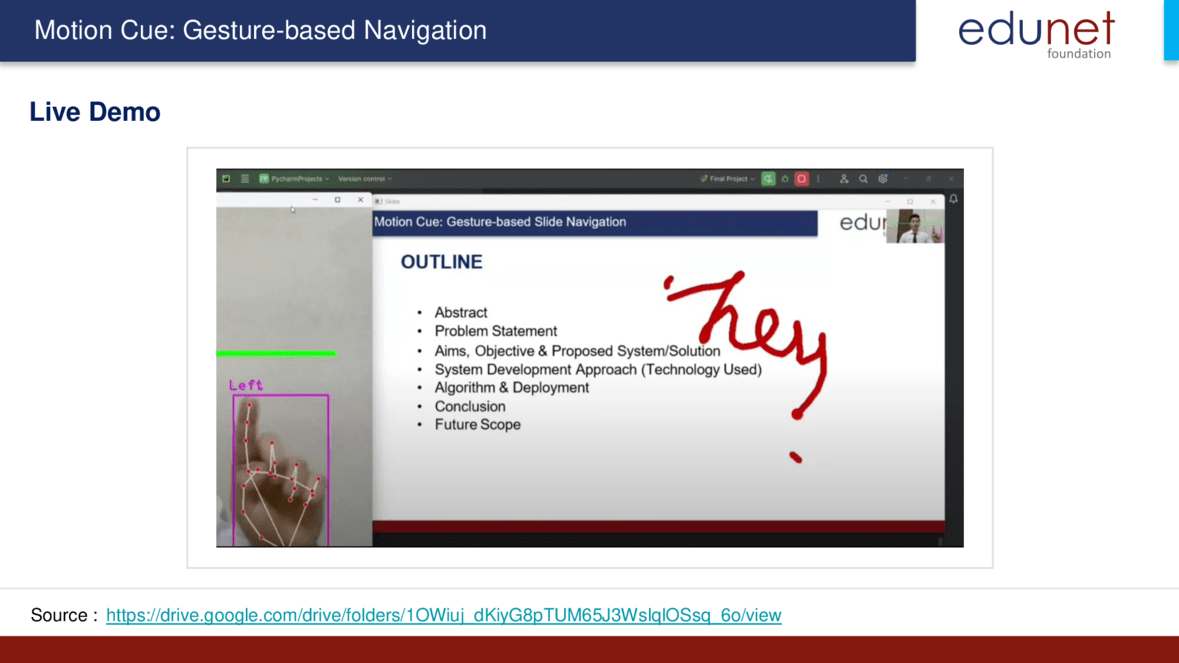 Motion Cue: Gesture-based Navigation
edunet
foundation
Live Demo
PycharmProjects
Version control
Final Project
Slides
Motion Cue: Gesture-based Slide Navigation
edun
OUTLINE
• Abstract
• Problem Statement
• Aims, Objective & Proposed System/Solution
• System Development Approach (Technology Used)
• Algorithm & Deployment
• Conclusion
• Future Scope
hey
Left
Source : https://drive.google.com/drive/folders/1OWiuj_dKiyG8pTUM65J3WsIqlOSsq_6o/view